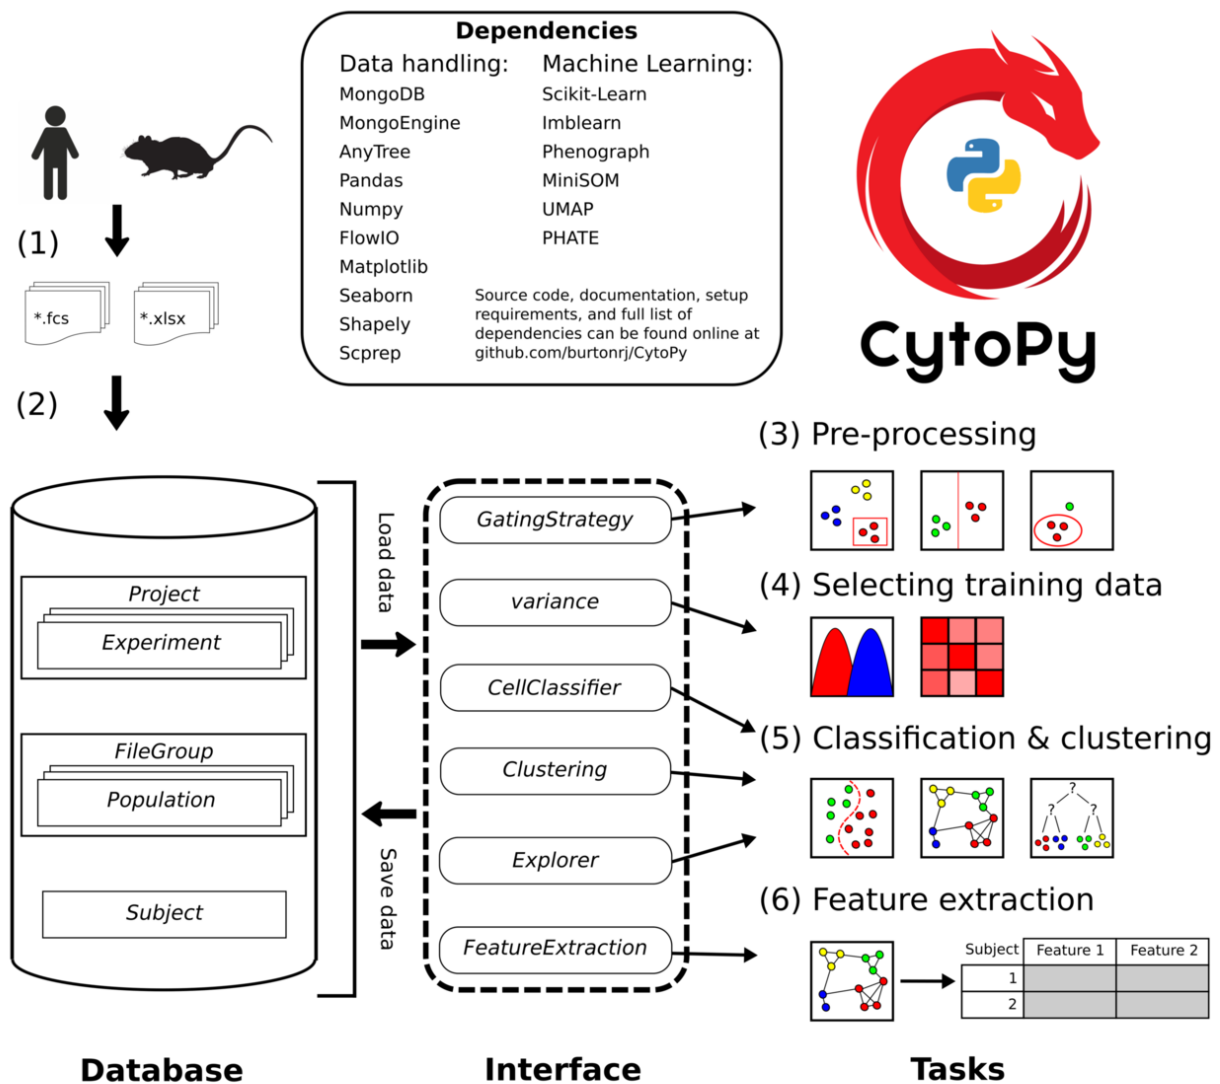 Dependencies
Data handling:
MongoDB
MongoEngine
AnyTree
Pandas
Numpy
FlowIO
Matplotlib
Seaborn
Shapely
Scprep
Machine Learning:
Scikit-Learn
Imblearn
Phenograph
MiniSOM
UMAP
PHATE
Source code, documentation, setup
requirements, and full list of
dependencies can be found online at
github.com/burtonrj/CytoPy
CytoPy
(1)
*.fcs
*.xlsx
(2)
Project
Experiment
FileGroup
Population
Subject
Database
Load data
Save data
GatingStrategy
variance
CellClassifier
Clustering
Explorer
FeatureExtraction
Interface
(3) Pre-processing
(4) Selecting training data
(5) Classification & clustering
?
? ?
(6) Feature extraction
Subject Feature 1 Feature 2
1
2
Tasks